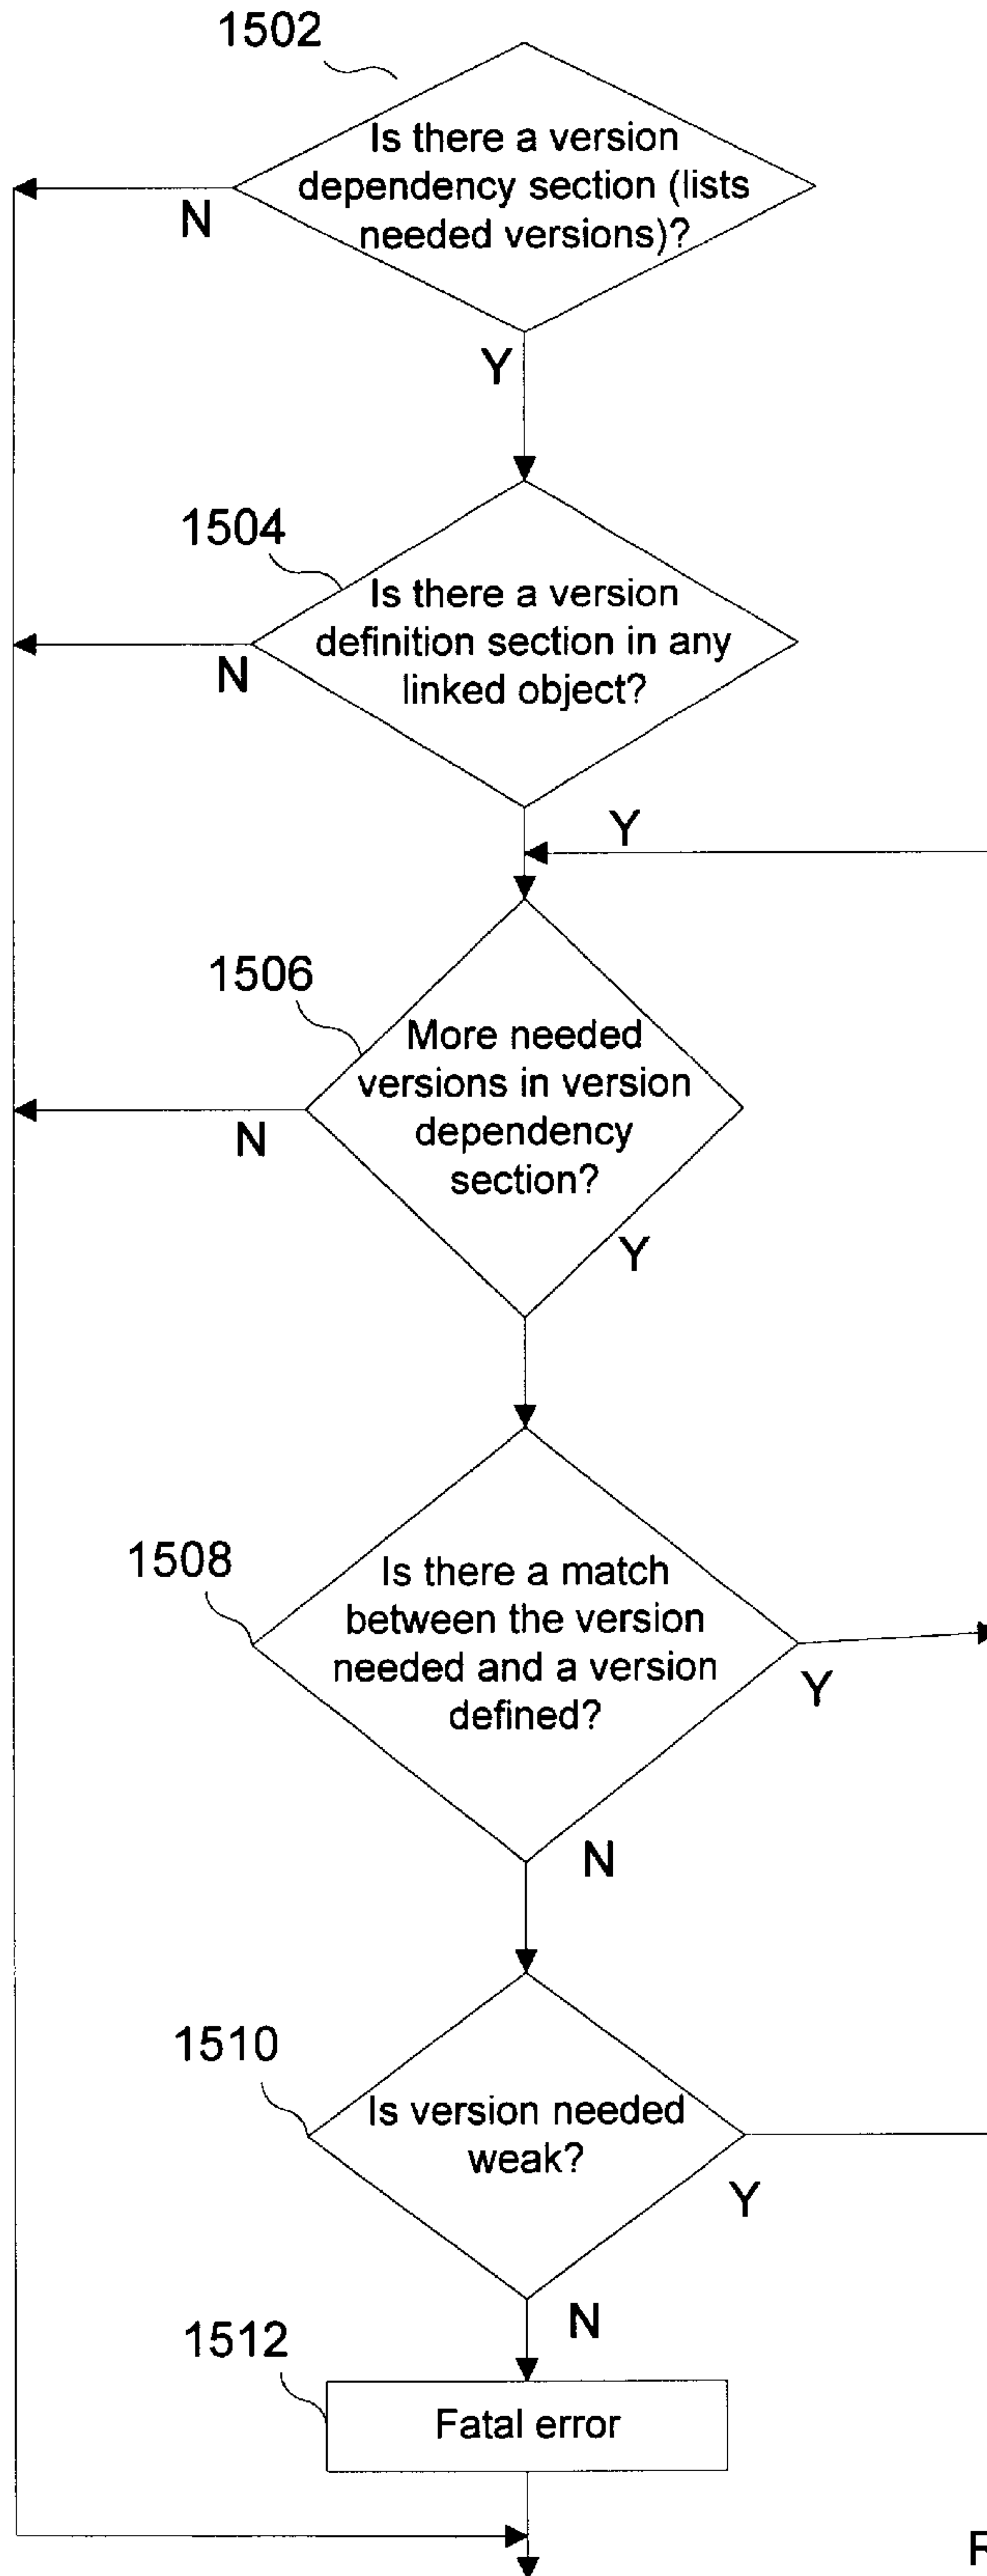 1502
Is there a version
dependency section (lists
needed versions)?
N
Y
1504
Is there a version
definition section in any
linked object?
N
Y
1506
More needed
versions in version
dependency
section?
N
Y
1508
Is there a match
between the version
needed and a version
defined?
Y
N
1510
Is version needed
weak?
Y
N
1512
Fatal error
R